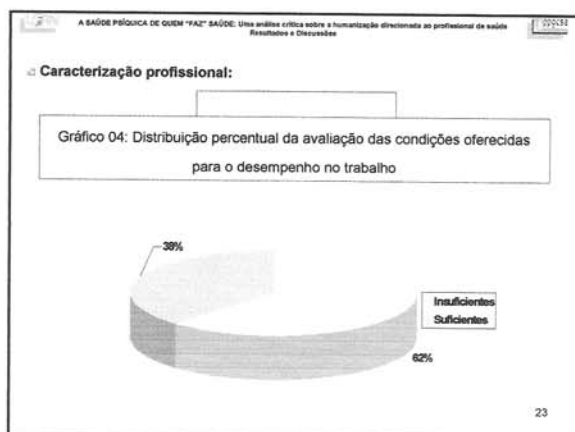 A SAÚDE PSÍQUICA DE QUEM "FAZ" SAÚDE: Uma análise crítica sobre a humanização direcionada ao profissional de saúde
Resultados e Discussões
Caracterização profissional:
Gráfico 04: Distribuição percentual da avaliação das condições oferecidas
para o desempenho no trabalho
38%
Insuficientes
Suficientes
62%
23